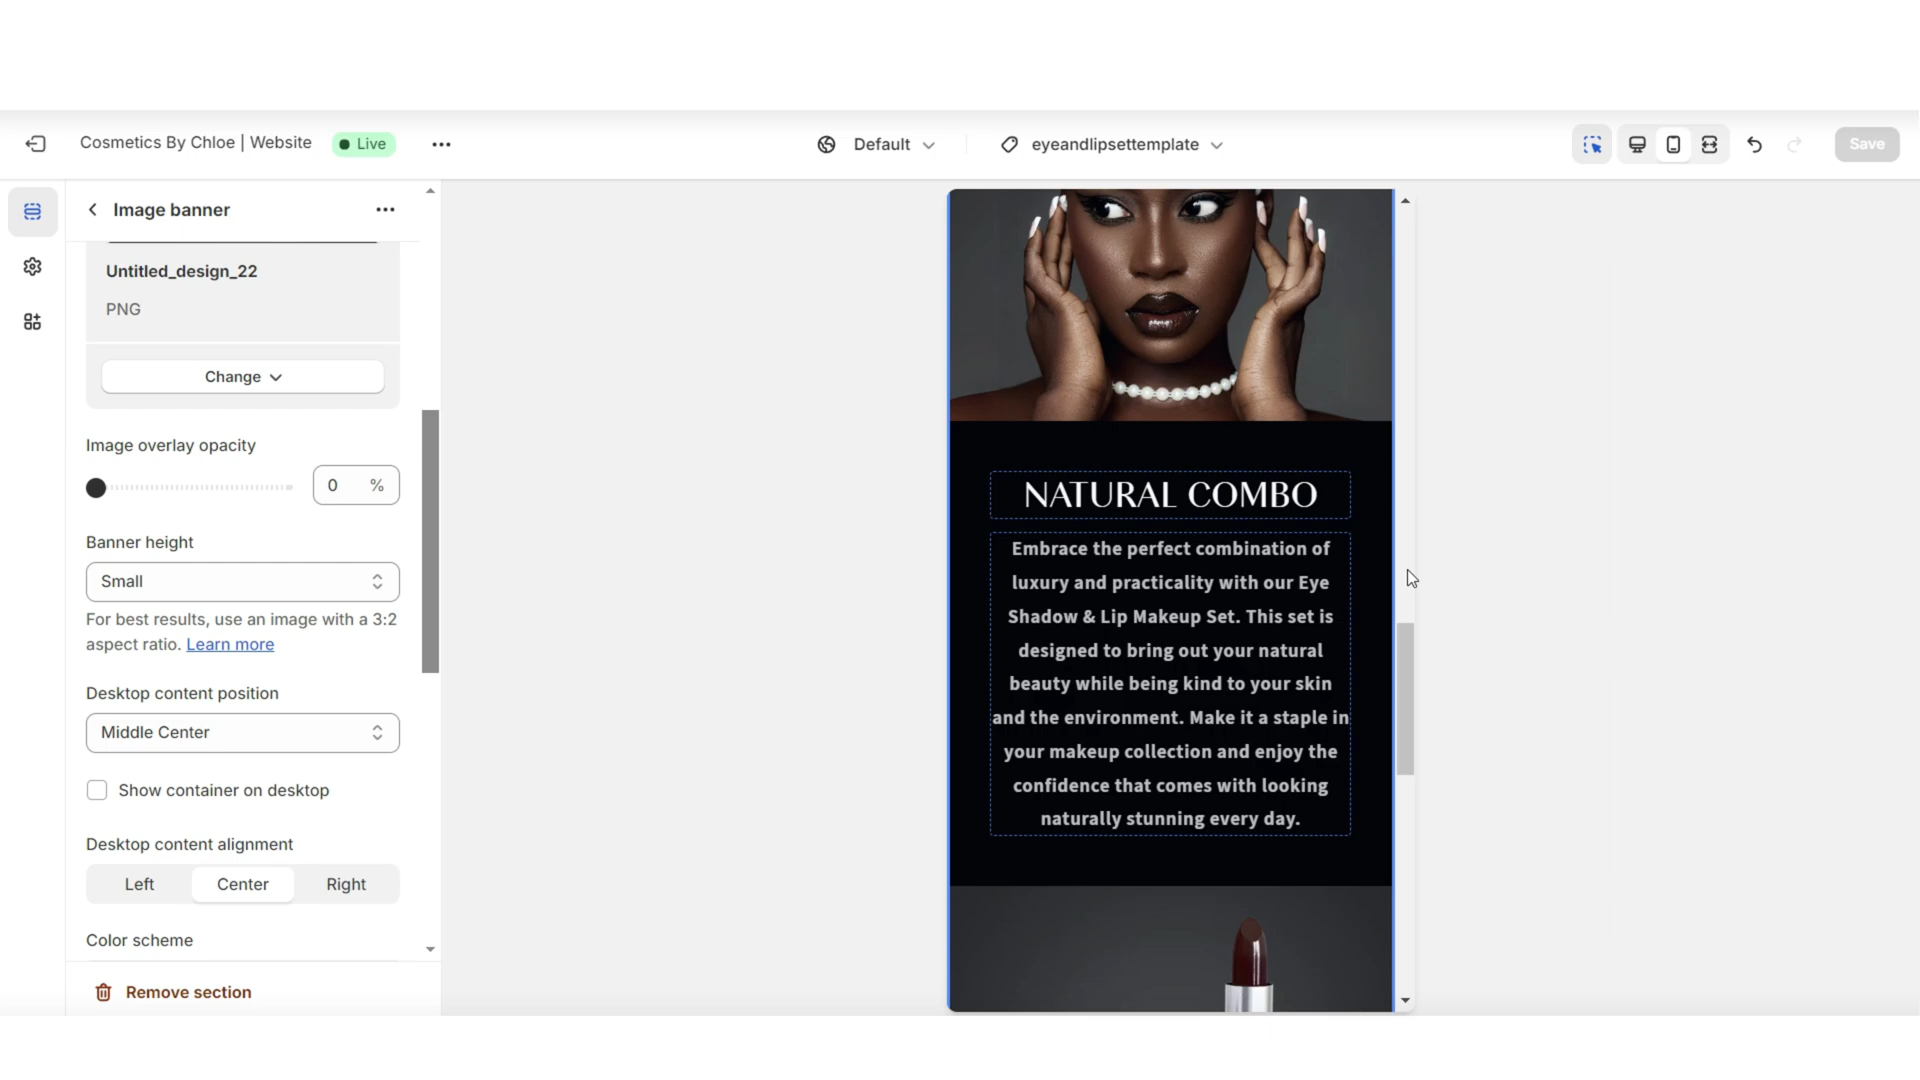 Cosmetics By Chloe | Website
Live
Default
eyeandlipsettemplate
Save
Image banner
Untitled_design_22
PNG
Change
Image overlay opacity
0 %
Banner height
Small
For best results, use an image with a 3:2
aspect ratio. Learn more
Desktop content position
Middle Center
Show container on desktop
Desktop content alignment
Left Center Right
Color scheme
Remove section
NATURAL COMBO
Embrace the perfect combination of
luxury and practicality with our Eye
Shadow & Lip Makeup Set. This set is
designed to bring out your natural
beauty while being kind to your skin
and the environment. Make it a staple in
your makeup collection and enjoy the
confidence that comes with looking
naturally stunning every day.